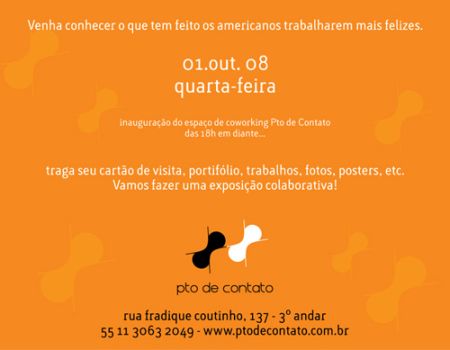 Venha conhecer o que tem feito os americanos trabalharem mais felizes.
01.out. 08
quarta-feira
inauguração do espaço de coworking Pto de Contato
das 18h em diante...
traga seu cartão de visita, portifólio, trabalhos, fotos, posters, etc.
Vamos fazer uma exposição colaborativa!
pto de contato
rua fradique coutinho, 137 - 3º andar
55 11 3063 2049 - www.ptodecontato.com.br